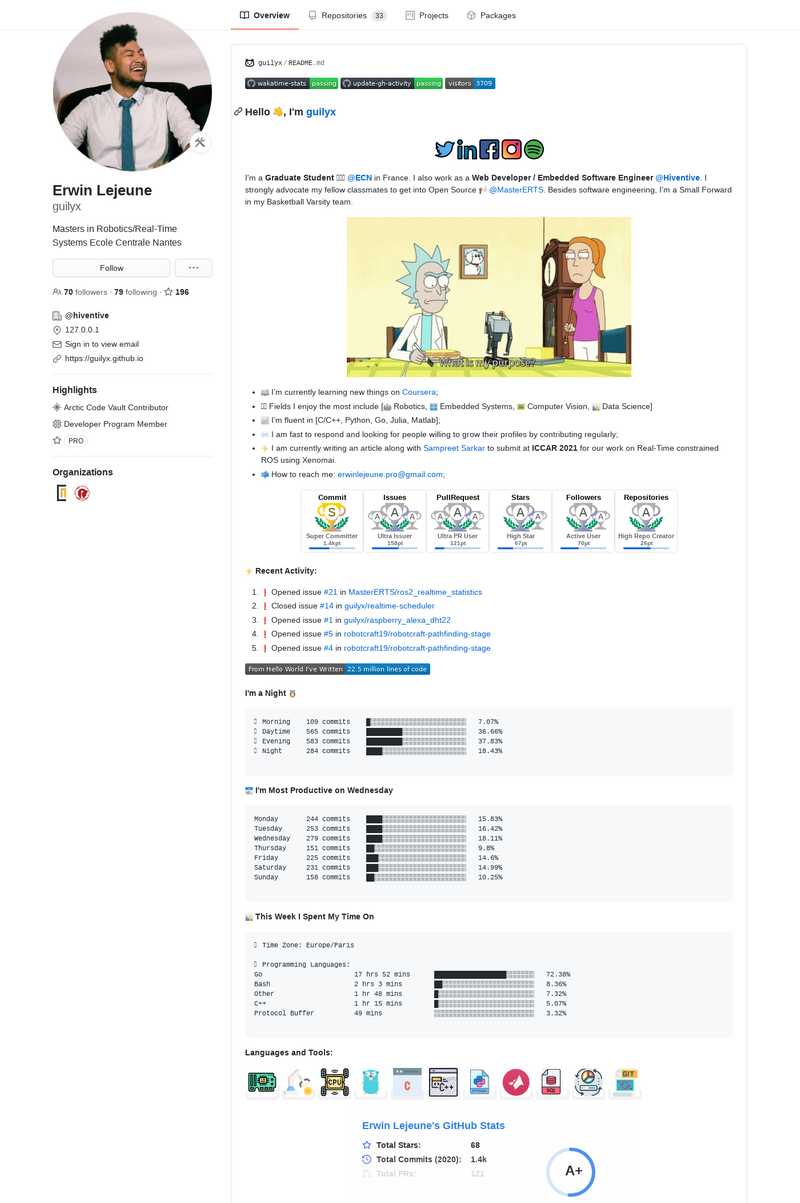 Overview
Repositories 33
Projects
Packages
Erwin Lejeune
guilyx
Masters in Robotics/Real-Time
Systems Ecole Centrale Nantes
Follow
70 followers · 79 following · 196
@hiventive
127.0.0.1
Sign in to view email
https://guilyx.github.io
Highlights
Arctic Code Vault Contributor
Developer Program Member
PRO
Organizations
guilyx/README.md
wakatime-stats passing update-gh-activity passing visitors 3709
Hello 👋, I'm guilyx
I'm a Graduate Student @ECN in France. I also work as a Web Developer / Embedded Software Engineer @Hiventive. I
strongly advocate my fellow classmates to get into Open Source @MasterERTS. Besides software engineering, I'm a Small Forward
in my Basketball Varsity team.
What is my purpose?
• I'm currently learning new things on Coursera;
• Fields I enjoy the most include [🤖 Robotics, Embedded Systems, Computer Vision, Data Science]
• I'm fluent in [C/C++, Python, Go, Julia, Matlab];
• I am fast to respond and looking for people willing to grow their profiles by contributing regularly;
• I am currently writing an article along with Sampreet Sarkar to submit at ICCAR 2021 for our work on Real-Time constrained
ROS using Xenomai.
• How to reach me: erwinlejeune.pro@gmail.com;
Commit Issues PullRequest Stars Followers Repositories
S A A A A A A A A A A A A
Super Committer Ultra Issuer Ultra PR User High Star Active User High Repo Creator
1.4kpt 158pt 121pt 67pt 70pt 26pt
Recent Activity:
1. ❗ Opened issue #21 in MasterERTS/ros2_realtime_statistics
2. ❗ Closed issue #14 in guilyx/realtime-scheduler
3. ❗ Opened issue #1 in guilyx/raspberry_alexa_dht22
4. ❗ Opened issue #5 in robotcraft19/robotcraft-pathfinding-stage
5. ❗ Opened issue #4 in robotcraft19/robotcraft-pathfinding-stage
From Hello World I've Written 22.5 million lines of code
I'm a Night 🦉
Morning 109 commits 7.07%
Daytime 565 commits 36.66%
Evening 583 commits 37.83%
Night 284 commits 18.43%
I'm Most Productive on Wednesday
Monday 244 commits 15.83%
Tuesday 253 commits 16.42%
Wednesday 279 commits 18.11%
Thursday 151 commits 9.8%
Friday 225 commits 14.6%
Saturday 231 commits 14.99%
Sunday 158 commits 10.25%
This Week I Spent My Time On
Time Zone: Europe/Paris
Programming Languages:
Go 17 hrs 52 mins 72.38%
Bash 2 hrs 3 mins 8.36%
Other 1 hr 48 mins 7.32%
C++ 1 hr 15 mins 5.07%
Protocol Buffer 49 mins 3.32%
Languages and Tools:
CPU C C++ SQL GIT
Erwin Lejeune's GitHub Stats
Total Stars: 68
Total Commits (2020): 1.4k
Total PRs: 121
A+